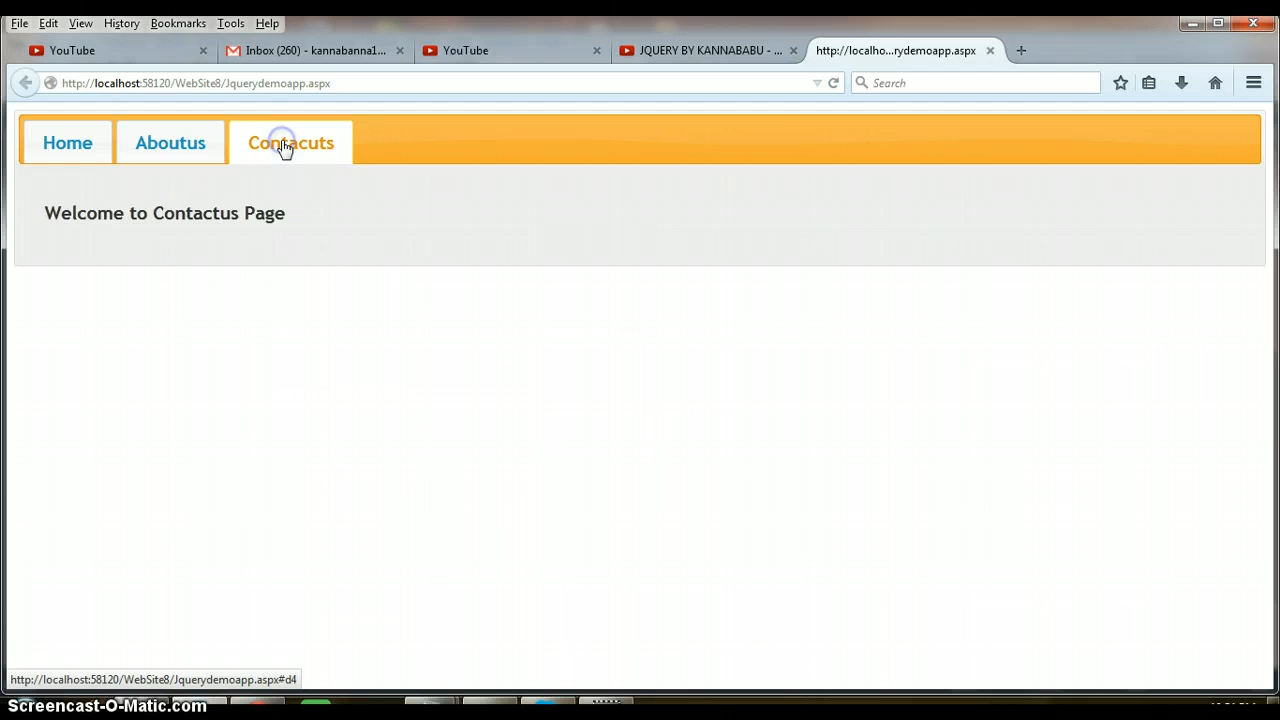 File Edit View History Bookmarks Tools Help
YouTube Inbox (260) - kannabanna1... YouTube JQUERY BY KANNABABU - ... http://localho...rydemoapp.aspx
http://localhost:58120/WebSite8/Jquerydemoapp.aspx Search
Home Aboutus Contacuts
Welcome to Contactus Page
http://localhost:58120/WebSite8/Jquerydemoapp.aspx#d4
Screencast-O-Matic.com